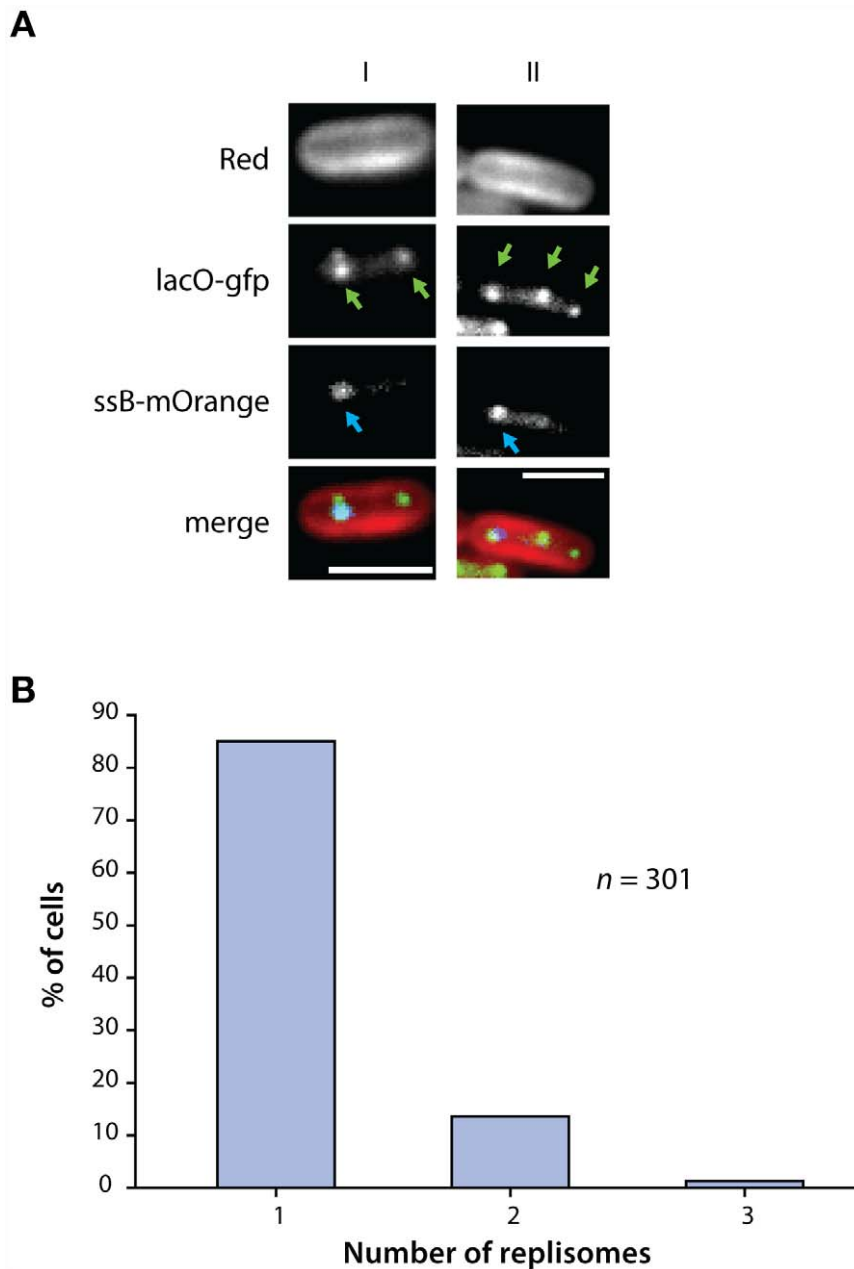 A
I II
Red
lacO-gfp
ssB-mOrange
merge
B
90
80
70
60
50
40
30
20
10
0
% of cells
n = 301
1 2 3
Number of replisomes